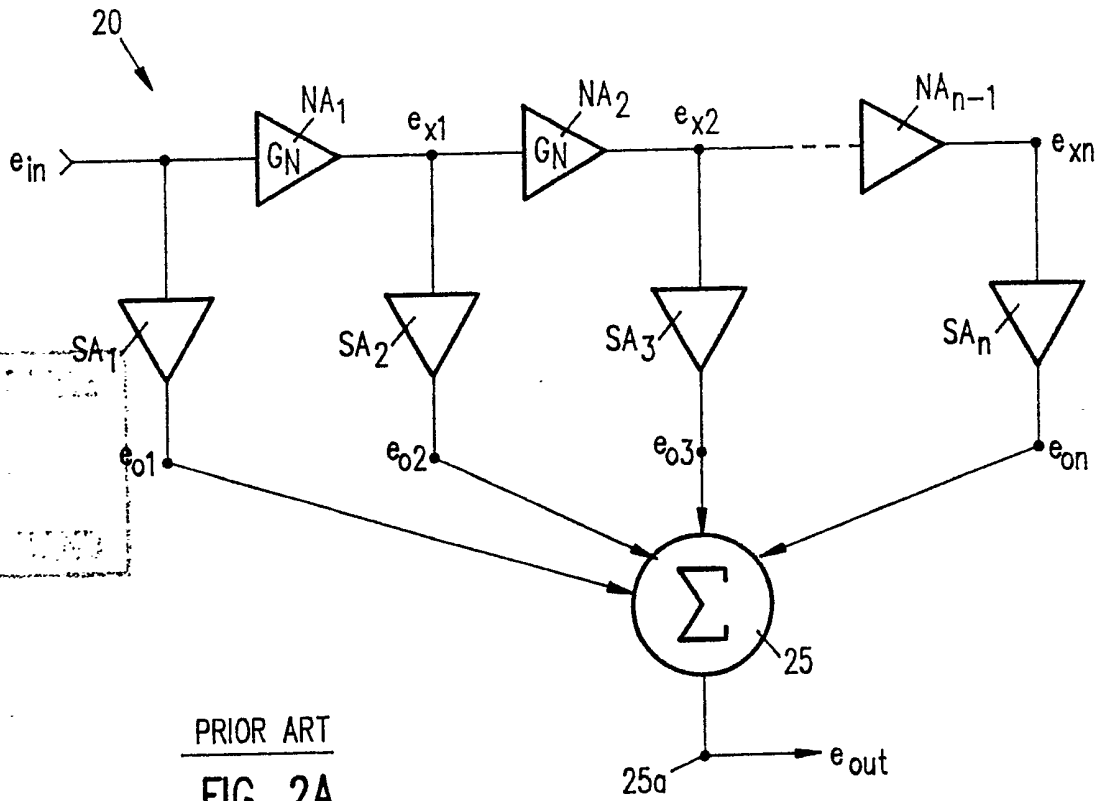 20
NA1
NA2
NAn-1
ein
GN
ex1
GN
ex2
exn
SA1
SA2
SA3
SAn
eo1
eo2
eo3
eon
Σ
25
PRIOR ART
25a
eout
FIG. 2A